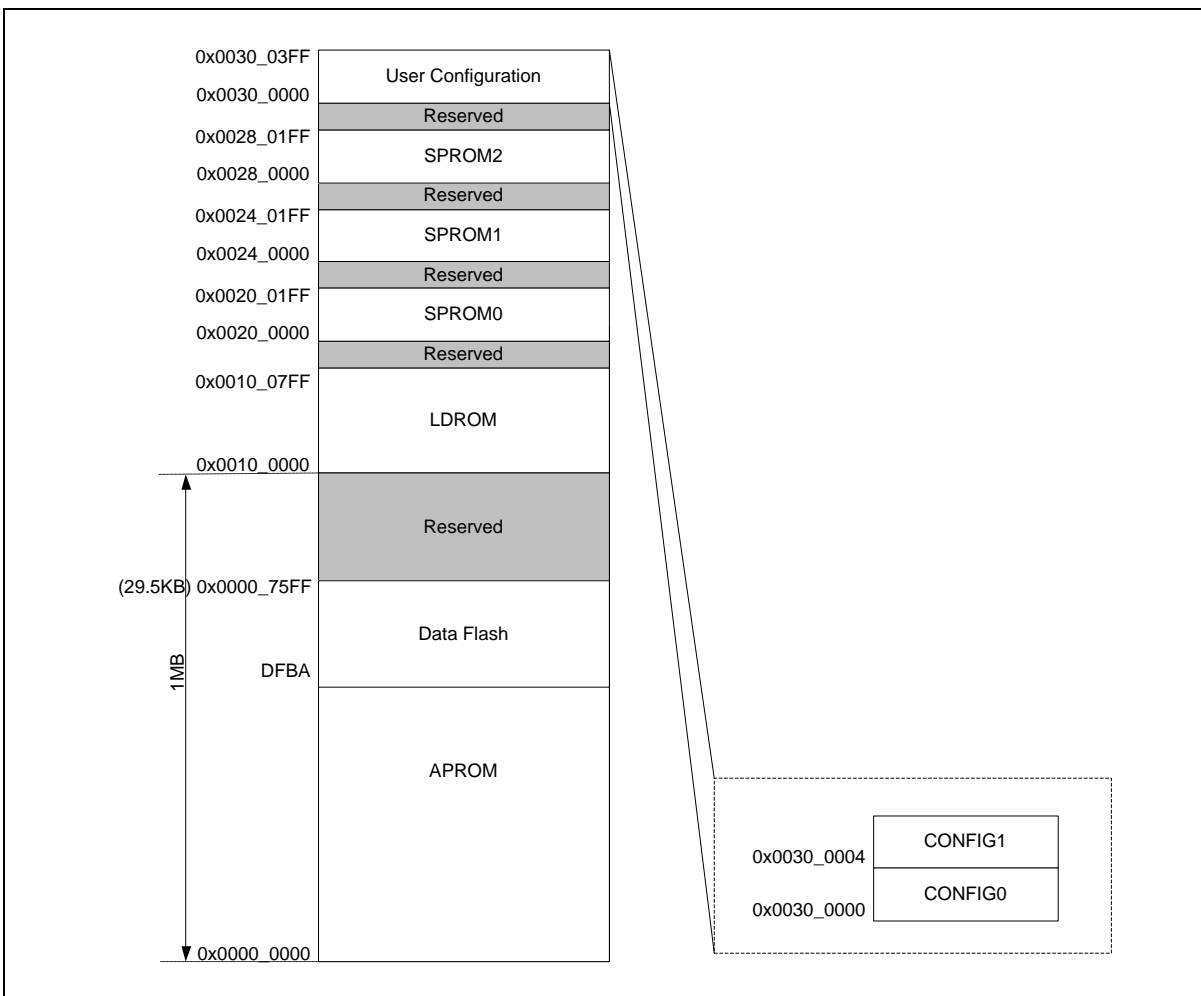 0x0030_03FF
User Configuration
0x0030_0000
Reserved
0x0028_01FF
SPROM2
0x0028_0000
Reserved
0x0024_01FF
SPROM1
0x0024_0000
Reserved
0x0020_01FF
SPROM0
0x0020_0000
Reserved
0x0010_07FF
LDROM
0x0010_0000
Reserved
(29.5KB) 0x0000_75FF
Data Flash
1MB
DFBA
APROM
0x0000_0000
CONFIG1
0x0030_0004
CONFIG0
0x0030_0000